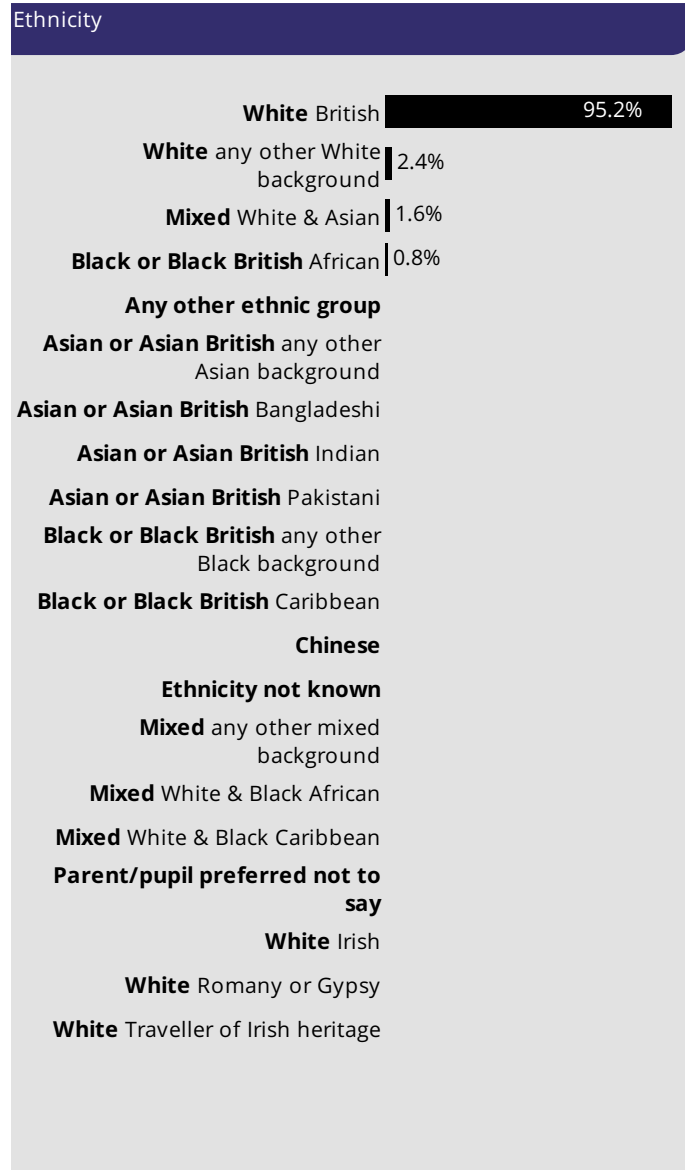 Ethnicity
White British 95.2%
White any other White
background 2.4%
Mixed White & Asian 1.6%
Black or Black British African 0.8%
Any other ethnic group
Asian or Asian British any other
Asian background
Asian or Asian British Bangladeshi
Asian or Asian British Indian
Asian or Asian British Pakistani
Black or Black British any other
Black background
Black or Black British Caribbean
Chinese
Ethnicity not known
Mixed any other mixed
background
Mixed White & Black African
Mixed White & Black Caribbean
Parent/pupil preferred not to
say
White Irish
White Romany or Gypsy
White Traveller of Irish heritage